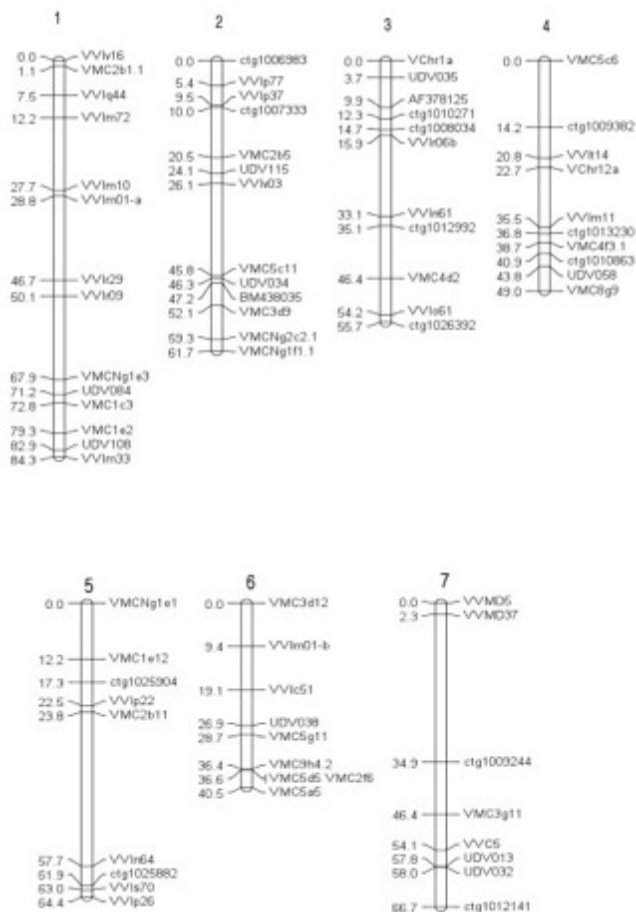 1
0.0 VVIv16
1.1 VMC2b1.1
7.5 VVIq44
12.2 VVIm72
27.7 VVIm10
28.8 VVIm01-a
46.7 VVIt29
50.1 VVIt09
67.9 VMCNg1e3
71.2 UDV084
72.8 VMC1c3
79.3 VMC1e2
82.9 UDV108
84.3 VVIm33
2
0.0 ctg1006983
5.4 VVIp77
9.5 VVIp37
10.0 ctg1007333
20.5 VMC2b5
24.1 UDV115
26.1 VVIv03
45.8 VMC5c11
46.3 UDV034
47.2 BM438035
52.1 VMC3d9
59.3 VMCNg2c2.1
61.7 VMCNg1f1.1
3
0.0 VChr1a
3.7 UDV035
9.9 AF378125
12.3 ctg1010271
14.7 ctg1008034
15.9 VVIr06b
33.1 VVIn61
35.1 ctg1012992
46.4 VMC4d2
54.2 VVIo61
55.7 ctg1026392
4
0.0 VMC5c6
14.2 ctg1009382
20.8 VVIt14
22.7 VChr12a
35.5 VVIm11
36.8 ctg1013230
38.7 VMC4f3.1
40.9 ctg1010863
43.8 UDV058
49.0 VMC8g9
5
0.0 VMCNg1e1
12.2 VMC1e12
17.3 ctg1025904
22.5 VVIp22
23.8 VMC2b11
57.7 VVIn64
61.9 ctg1025882
63.0 VVIs70
64.4 VVIp26
6
0.0 VMC3d12
9.4 VVIm01-b
19.1 VVIc51
26.9 UDV038
28.7 VMC5g11
36.4 VMC9h4.2
36.6 VMC5d5 VMC2f6
40.5 VMC5a5
7
0.0 VVMD5
2.3 VVMD37
34.9 ctg1009244
46.4 VMC3g11
54.1 VVC5
57.8 UDV013
58.0 UDV032
66.7 ctg1012141